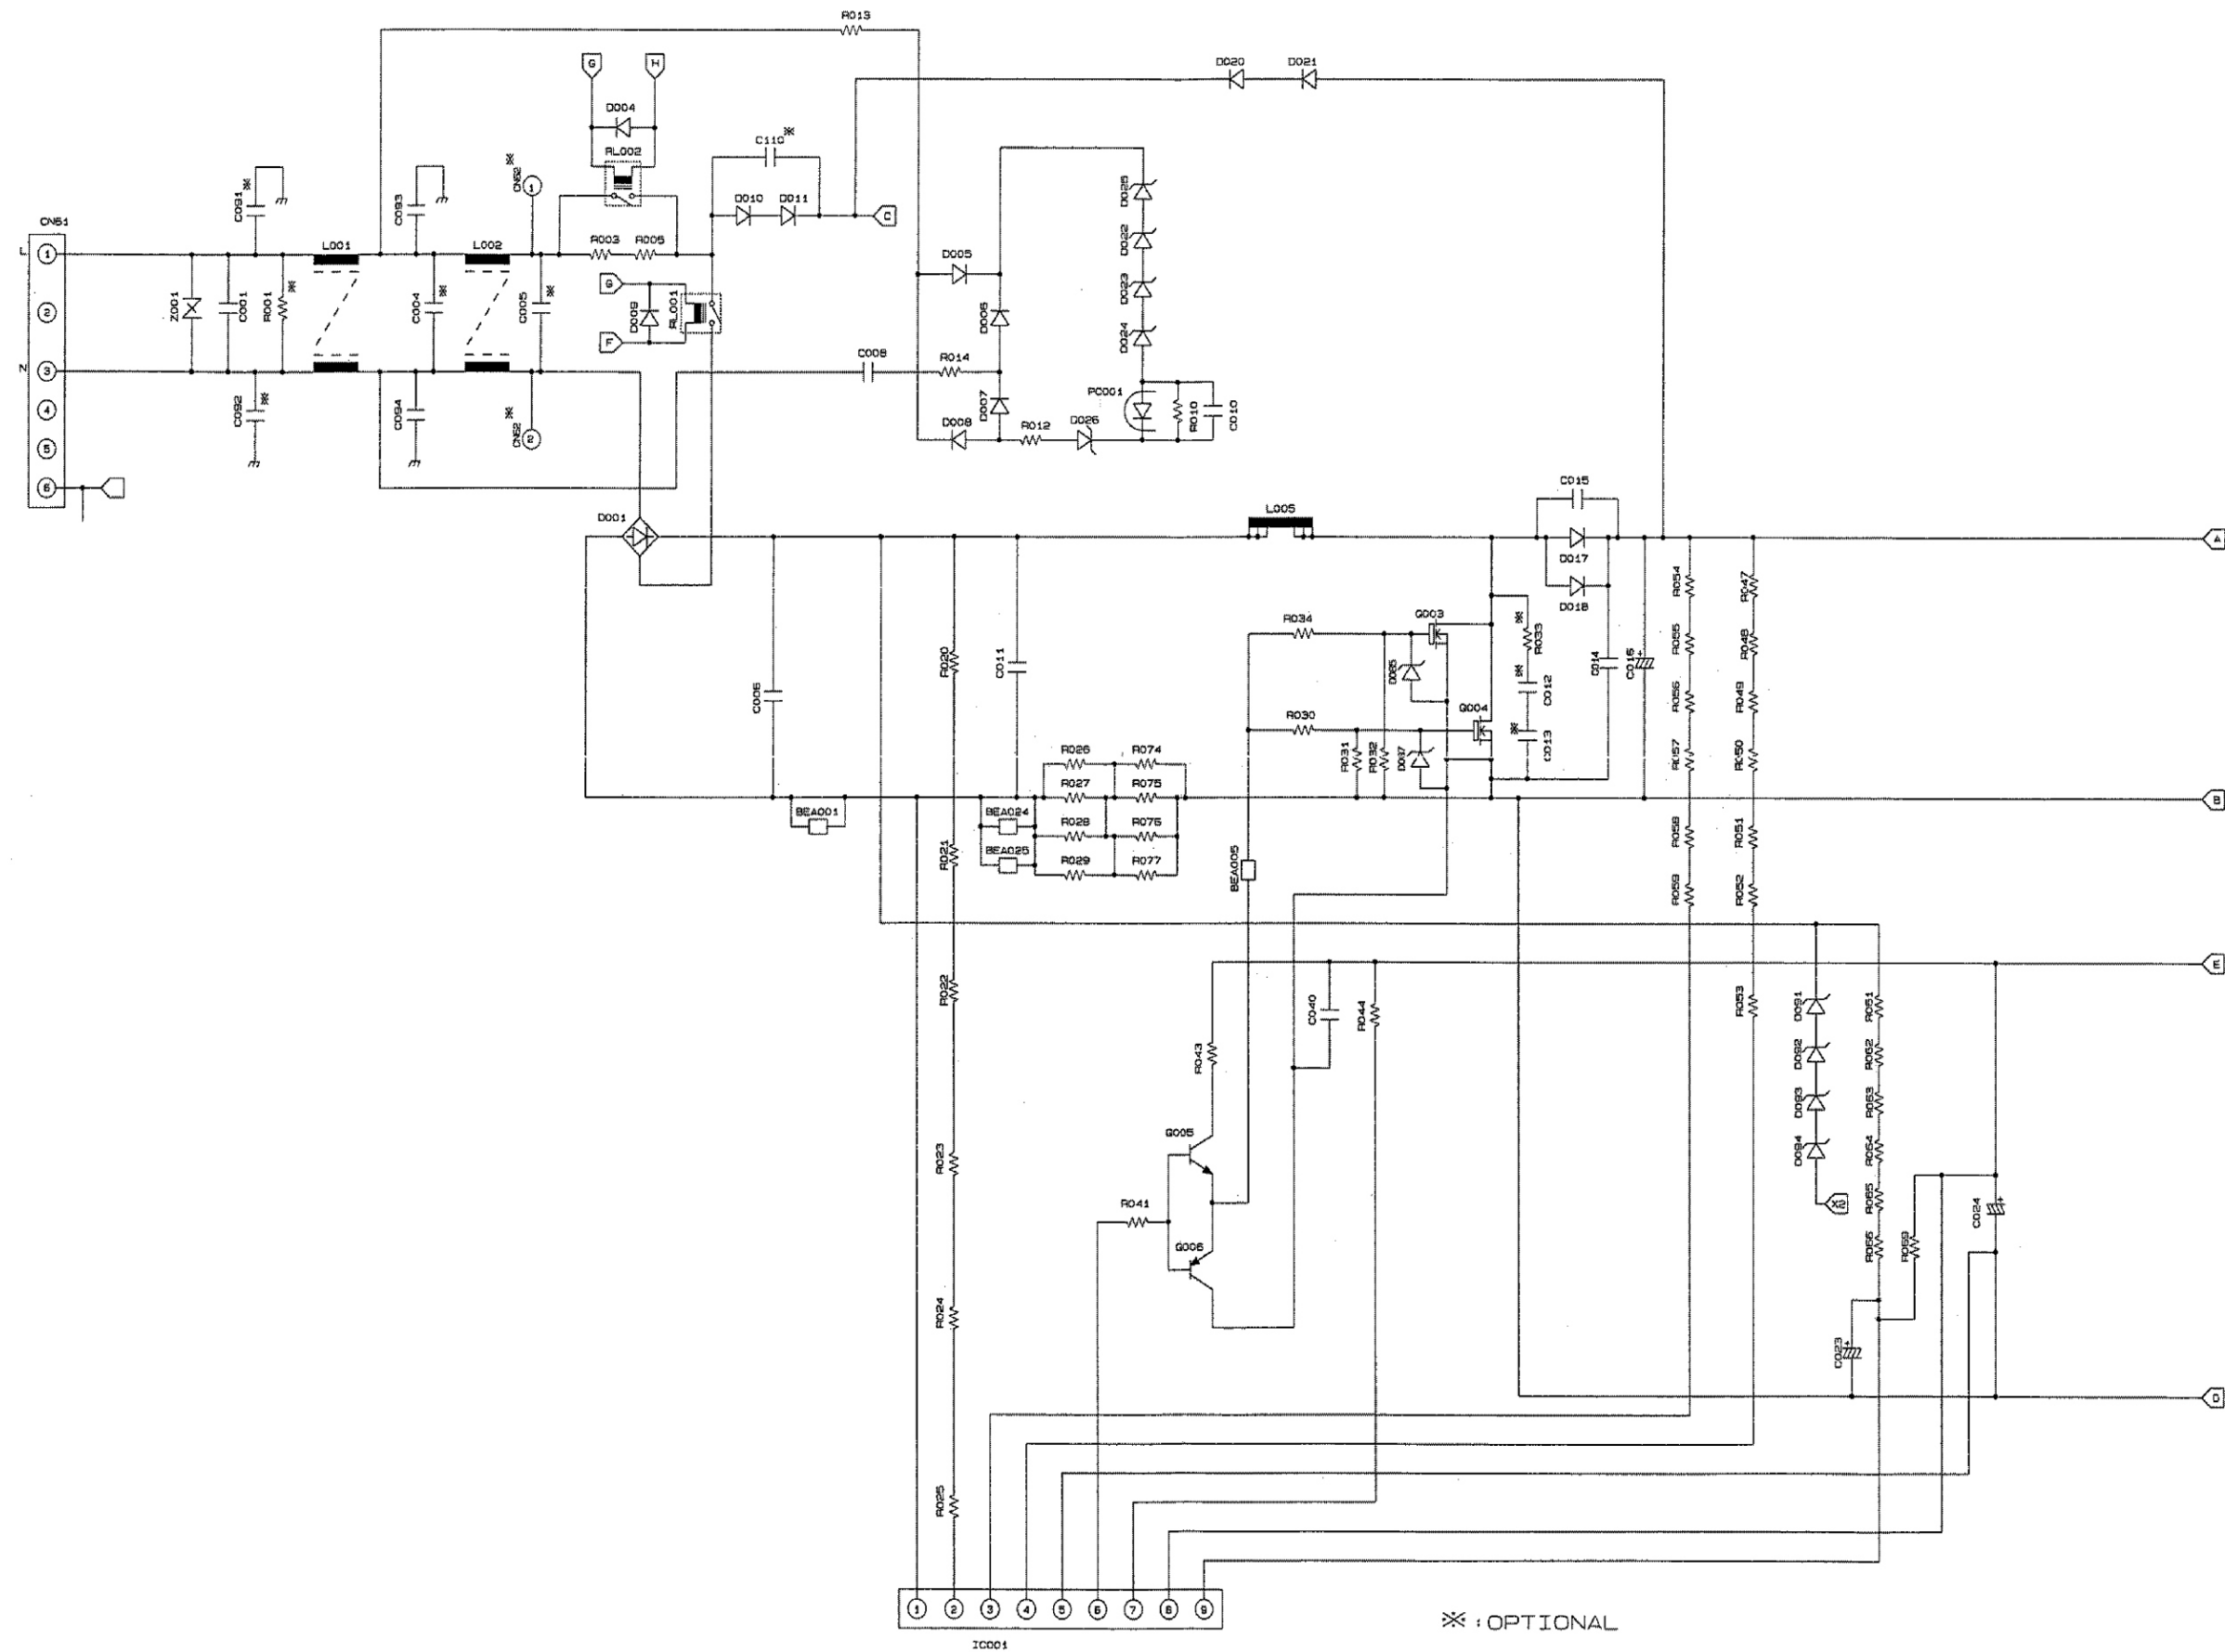 R013
G
H
D020
D021
D004
C110 ※
RL002
C091 ※
C093
CN62 ※
1
D010
D011
C
D025
D022
D023
D024
CN61
L
1
2
N
3
4
5
6
L001
L002
R003
R005
D005
Z001
C001
R001 ※
C004 ※
C005 ※
G
D009
RL001
F
D006
C008
R014
C092 ※
C094
CN62 ※
2
D007
PC001
R010
C010
D008
R012
D026
D001
L005
C015
D017
D018
A
R054
R047
R034
Q003
R033 ※
R055
R048
R020
C011
D085
C014
C016
+
C006
C012 ※
R056
R049
R030
Q004
R031
R032
C013 ※
R057
R050
R026
R074
R027
R075
B
BEA001
BEA024
R028
R076
R021
BEA025
R029
R077
BEA005
R058
R051
R059
R052
E
R022
C040
R044
R053
D091
R043
D092
R062
D093
R063
Q005
R023
D094
R064
R041
R065
X2
C024
+
Q006
R066
R069
R024
C023
+
D
R025
1
2
3
4
5
6
7
8
9
IC001
※ : OPTIONAL